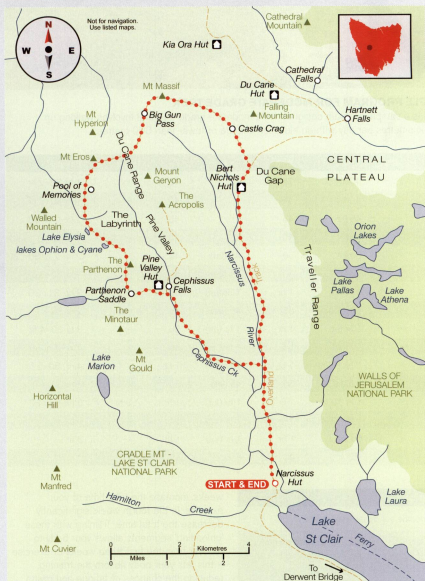 N
W
E
S
Not for navigation.
Use listed maps.
Cathedral
Mountain
Kia Ora Hut
Cathedral
Falls
Du Cane
Hut
Mt Massif
Falling
Mountain
Hartnett
Falls
Big Gun
Pass
Castle Crag
Mt
Hyperion
Du Cane Range
CENTRAL
PLATEAU
Mt Eros
Bert
Nichols
Hut
Du Cane
Gap
Mount
Geryon
Pool of
Memories
The
Acropolis
Pine Valley
Walled
Mountain
The
Labyrinth
Orion
Lakes
Lake Elysia
lakes Ophion & Cyane
Narcissus
River
Track
Overland
Traveller Range
The
Parthenon
Pine
Valley
Hut
Cephissus
Falls
Lake
Pallas
Lake
Athena
Parthenon
Saddle
The
Minotaur
Mt
Gould
Cephissus Ck
Lake
Marion
WALLS OF
JERUSALEM
NATIONAL PARK
Horizontal
Hill
CRADLE MT -
LAKE ST CLAIR
NATIONAL PARK
Mt
Manfred
START & END
Narcissus
Hut
Lake
Laura
Hamilton
Creek
Lake
St Clair
Ferry
Mt Cuvier
0
2
Kilometres
4
0
Miles
1
2
To
Derwent Bridge